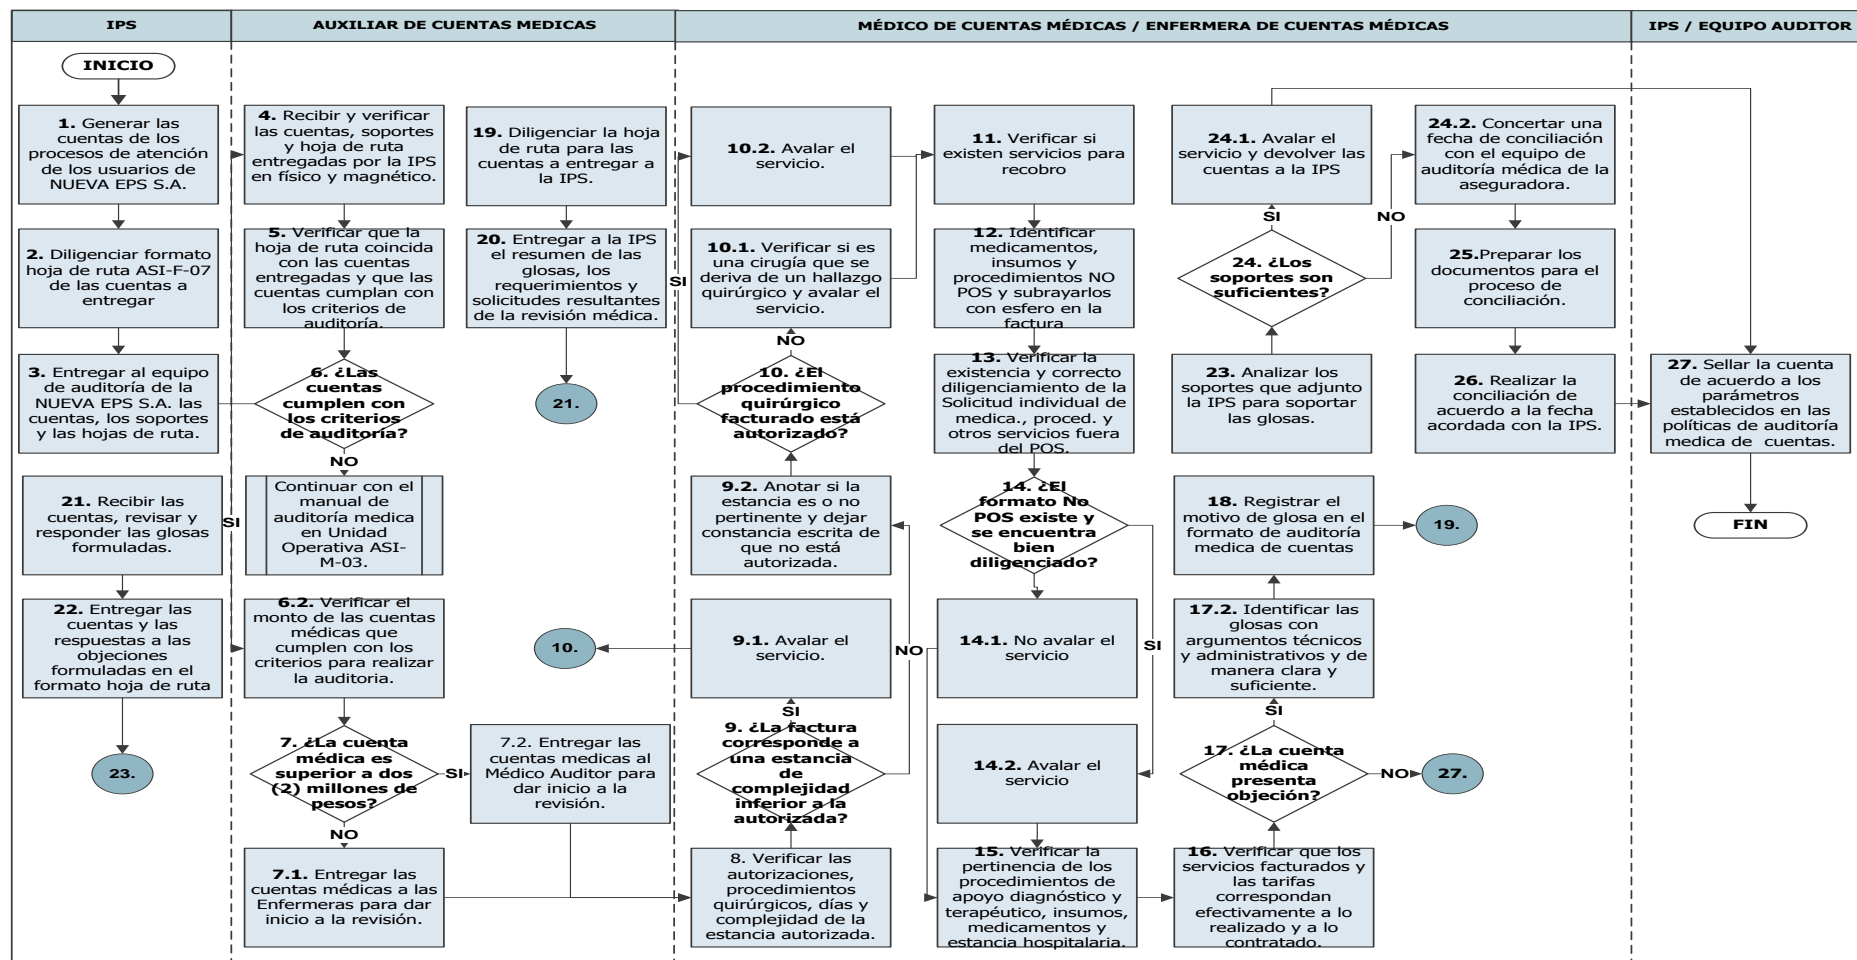 IPS
AUXILIAR DE CUENTAS MEDICAS
MÉDICO DE CUENTAS MÉDICAS / ENFERMERA DE CUENTAS MÉDICAS
IPS / EQUIPO AUDITOR
INICIO
1. Generar las
cuentas de los
procesos de atención
de los usuarios de
NUEVA EPS S.A.
2. Diligenciar formato
hoja de ruta ASI-F-07
de las cuentas a
entregar
3. Entregar al equipo
de auditoría de la
NUEVA EPS S.A. las
cuentas, los soportes
y las hojas de ruta.
21. Recibir las
cuentas, revisar y
responder las glosas
formuladas.
22. Entregar las
cuentas y las
respuestas a las
objeciones
formuladas en el
formato hoja de ruta
23.
4. Recibir y verificar
las cuentas, soportes
y hoja de ruta
entregadas por la IPS
en físico y magnético.
5. Verificar que la
hoja de ruta coincida
con las cuentas
entregadas y que las
cuentas cumplan con
los criterios de
auditoría.
6. ¿Las
cuentas
cumplen con
los criterios
de auditoria?
NO
SI
Continuar con el
manual de
auditoría medica
en Unidad
Operativa ASI-
M-03.
6.2. Verificar el
monto de las cuentas
médicas que
cumplen con los
criterios para realizar
la auditoria.
7. ¿La cuenta
médica es
superior a dos
(2) millones de
pesos?
SI
NO
7.1. Entregar las
cuentas médicas a las
Enfermeras para dar
inicio a la revisión.
7.2. Entregar las
cuentas medicas al
Médico Auditor para
dar inicio a la
revisión.
19. Diligenciar la hoja
de ruta para las
cuentas a entregar a
la IPS.
20. Entregar a la IPS
el resumen de las
glosas, los
requerimientos y
solicitudes resultantes
de la revisión médica.
21.
10.
10.2. Avalar el
servicio.
10.1. Verificar si es
una cirugía que se
deriva de un hallazgo
quirúrgico y avalar el
servicio.
SI
NO
10. ¿El
procedimiento
quirúrgico
facturado está
autorizado?
9.2. Anotar si la
estancia es o no
pertinente y dejar
constancia escrita de
que no está
autorizada.
9.1. Avalar el
servicio.
NO
SI
9. ¿La factura
corresponde a
una estancia
de
complejidad
inferior a la
autorizada?
8. Verificar las
autorizaciones,
procedimientos
quirúrgicos, días y
complejidad de la
estancia autorizada.
11. Verificar si
existen servicios para
recobro
12. Identificar
medicamentos,
insumos y
procedimientos NO
POS y subrayarlos
con esfero en la
factura
13. Verificar la
existencia y correcto
diligenciamiento de la
Solicitud individual de
medica., proced. y
otros servicios fuera
del POS.
14. ¿El
formato No
POS existe y
se encuentra
bien
diligenciado?
NO
SI
14.1. No avalar el
servicio
14.2. Avalar el
servicio
15. Verificar la
pertinencia de los
procedimientos de
apoyo diagnóstico y
terapéutico, insumos,
medicamentos y
estancia hospitalaria.
24.1. Avalar el
servicio y devolver las
cuentas a la IPS
SI
NO
24. ¿Los
soportes son
suficientes?
23. Analizar los
soportes que adjunto
la IPS para soportar
las glosas.
18. Registrar el
motivo de glosa en el
formato de auditoría
medica de cuentas
19.
17.2. Identificar las
glosas con
argumentos técnicos
y administrativos y de
manera clara y
suficiente.
SI
17. ¿La cuenta
médica
presenta
objeción?
NO
27.
16. Verificar que los
servicios facturados y
las tarifas
correspondan
efectivamente a lo
realizado y a lo
contratado.
24.2. Concertar una
fecha de conciliación
con el equipo de
auditoría médica de la
aseguradora.
25.Preparar los
documentos para el
proceso de
conciliación.
26. Realizar la
conciliación de
acuerdo a la fecha
acordada con la IPS.
27. Sellar la cuenta
de acuerdo a los
parámetros
establecidos en las
políticas de auditoría
medica de cuentas.
FIN